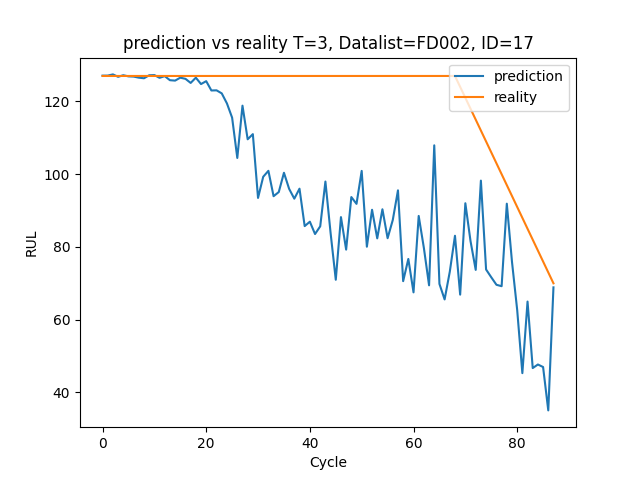 prediction vs reality T=3, Datalist=FD002, ID=17
prediction
reality
RUL
120
100
80
60
40
0 20 40 60 80
Cycle